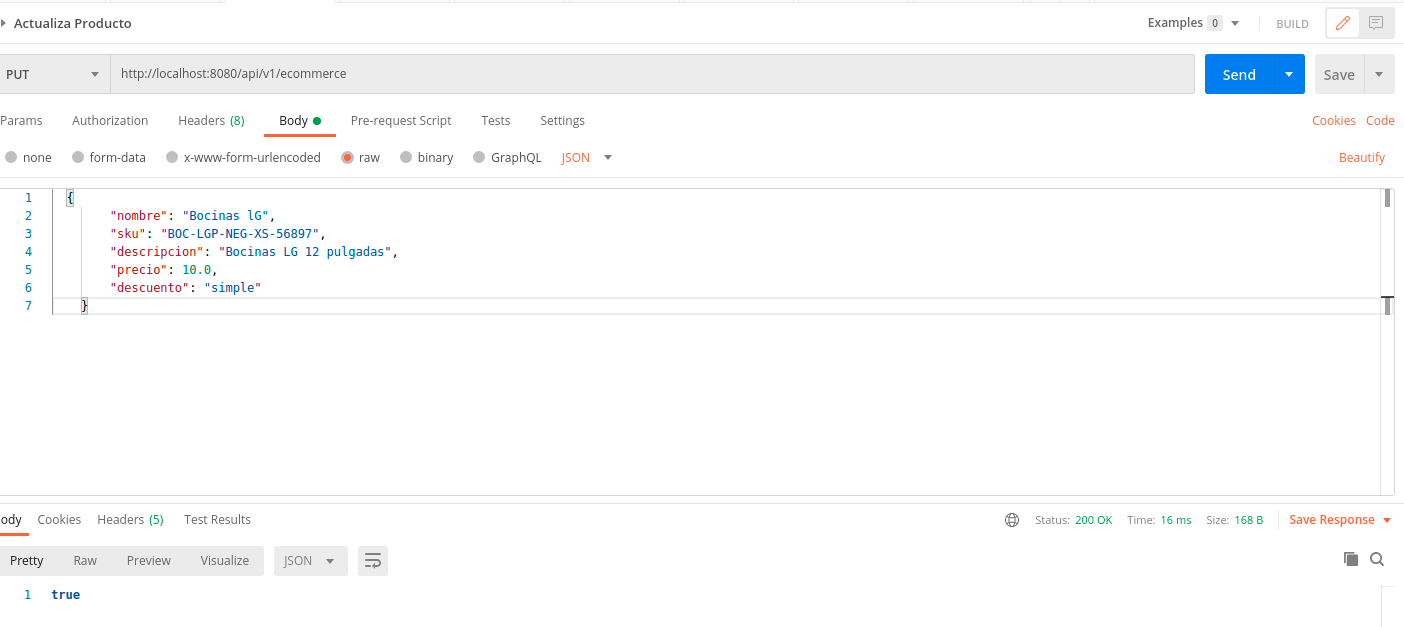 Actualiza Producto Examples 0 BUILD
PUT http://localhost:8080/api/v1/ecommerce Send Save
Params Authorization Headers (8) Body Pre-request Script Tests Settings Cookies Code
none form-data x-www-form-urlencoded raw binary GraphQL JSON Beautify
1 {
2 "nombre": "Bocinas lG",
3 "sku": "BOC-LGP-NEG-XS-56897",
4 "descripcion": "Bocinas LG 12 pulgadas",
5 "precio": 10.0,
6 "descuento": "simple"
7 }
ody Cookies Headers (5) Test Results Status: 200 OK Time: 16 ms Size: 168 B Save Response
Pretty Raw Preview Visualize JSON
1 true